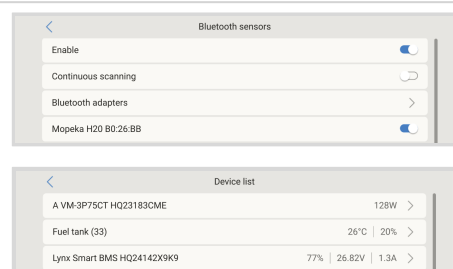 Bluetooth sensors
Enable
Continuous scanning
Bluetooth adapters
Mopeka H20 B0:26:BB
Device list
A VM-3P75CT HQ23183CME 128W
Fuel tank (33) 26°C | 20%
Lynx Smart BMS HQ24142X9K9 77% | 26.82V | 1.3A